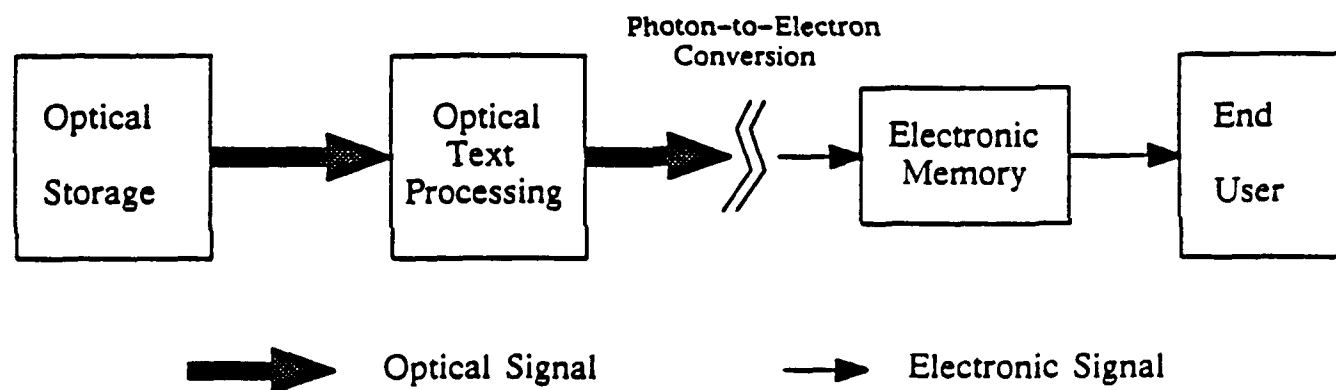 Photon-to-Electron
Conversion
Optical
Storage
Optical
Text
Processing
Electronic
Memory
End
User
Optical Signal
Electronic Signal